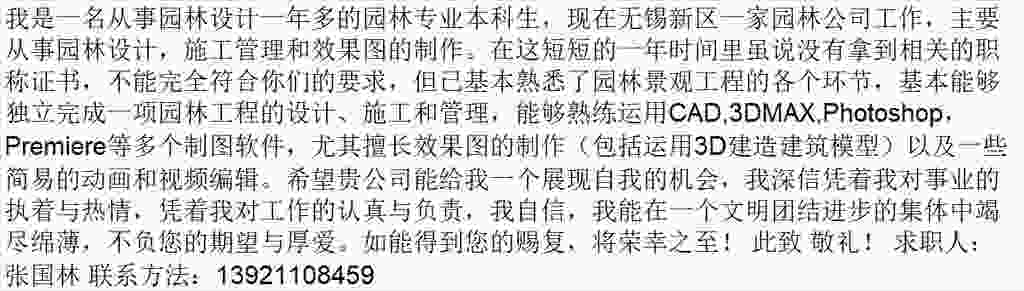 我是一名从事园林设计一年多的园林专业本科生，现在无锡新区一家园林公司工作，主要
从事园林设计，施工管理和效果图的制作。在这短短的一年时间里虽说没有拿到相关的职
称证书，不能完全符合你们的要求，但已基本熟悉了园林景观工程的各个环节，基本能够
独立完成一项园林工程的设计、施工和管理，能够熟练运用CAD,3DMAX,Photoshop，
Premiere等多个制图软件，尤其擅长效果图的制作（包括运用3D建造建筑模型）以及一些
简易的动画和视频编辑。希望贵公司能给我一个展现自我的机会，我深信凭着我对事业的
执着与热情，凭着我对工作的认真与负责，我自信，我能在一个文明团结进步的集体中竭
尽绵薄，不负您的期望与厚爱。如能得到您的赐复，将荣幸之至！ 此致 敬礼！ 求职人：
张国林 联系方法：13921108459